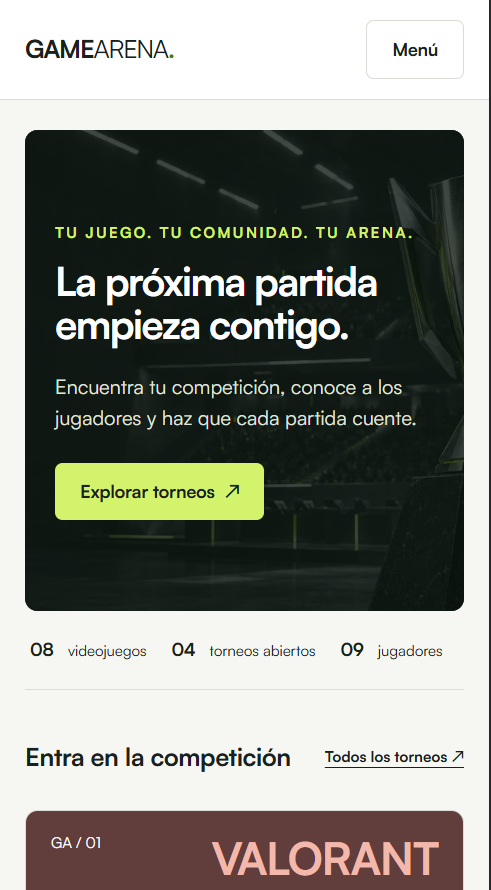 GAMEARENA.
Menú
TU JUEGO. TU COMUNIDAD. TU ARENA.
La próxima partida
empieza contigo.
Encuentra tu competición, conoce a los
jugadores y haz que cada partida cuente.
Explorar torneos ↗
08 videojuegos 04 torneos abiertos 09 jugadores
Entra en la competición Todos los torneos ↗
GA / 01 VALORANT